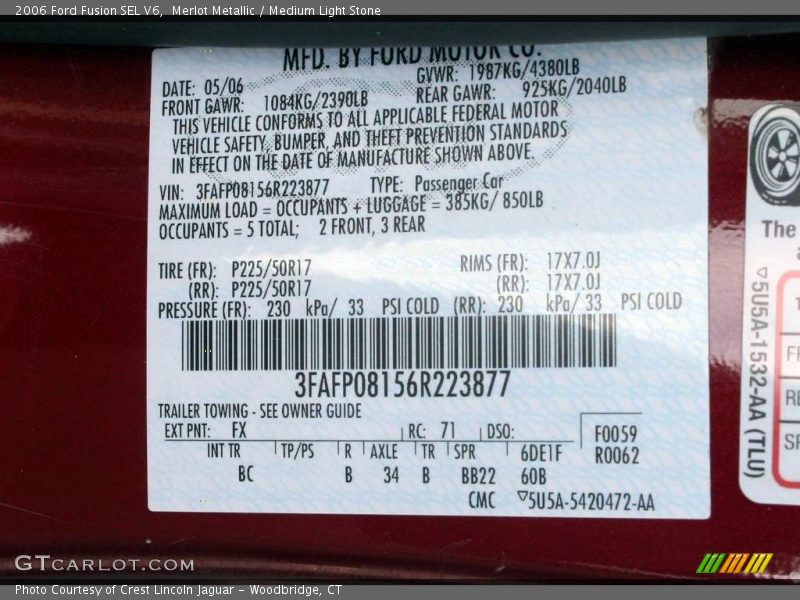 2006 Ford Fusion SEL V6,  Merlot Metallic / Medium Light Stone
MFD. BY FORD MOTOR CO.
DATE: 05/06
GVWR: 1987KG/4380LB
FRONT GAWR: 1084KG/2390LB
REAR GAWR: 925KG/2040LB
THIS VEHICLE CONFORMS TO ALL APPLICABLE FEDERAL MOTOR
VEHICLE SAFETY, BUMPER, AND THEFT PREVENTION STANDARDS
IN EFFECT ON THE DATE OF MANUFACTURE SHOWN ABOVE.
VIN: 3FAFP08156R223877 TYPE: Passenger Car
MAXIMUM LOAD = OCCUPANTS + LUGGAGE = 385KG/ 850LB
OCCUPANTS = 5 TOTAL; 2 FRONT, 3 REAR
TIRE (FR): P225/50R17 RIMS (FR): 17X7.0J
(RR): P225/50R17 (RR): 17X7.0J
PRESSURE (FR): 230 kPa/ 33 PSI COLD (RR): 230 kPa/ 33 PSI COLD
3FAFP08156R223877
TRAILER TOWING - SEE OWNER GUIDE
EXT PNT: FX RC: 71 DSO: F0059
INT TR TP/PS R AXLE TR SPR 6DE1F R0062
BC B 34 B BB22 60B
CMC 5U5A-5420472-AA
The
5U5A-1532-AA (TLU)
GTCARLOT.COM
Photo Courtesy of Crest Lincoln Jaguar - Woodbridge, CT